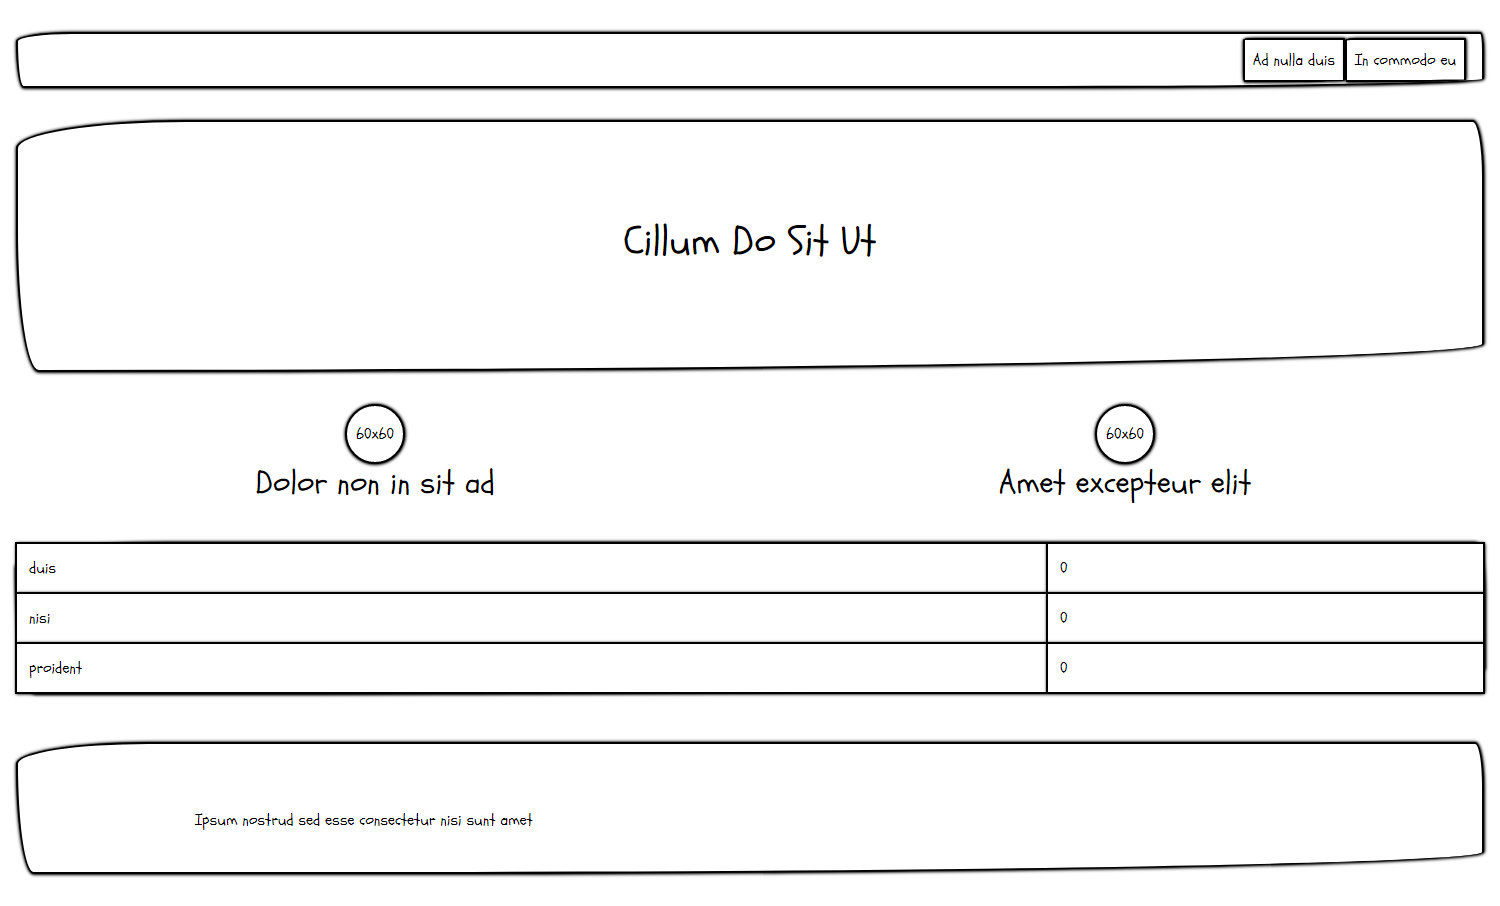 Ad nulla duis In commodo eu
Cillum Do Sit Ut
60x60 60x60
Dolor non in sit ad Amet excepteur elit
duis 0
nisi 0
proident 0
Ipsum nostrud sed esse consectetur nisi sunt amet